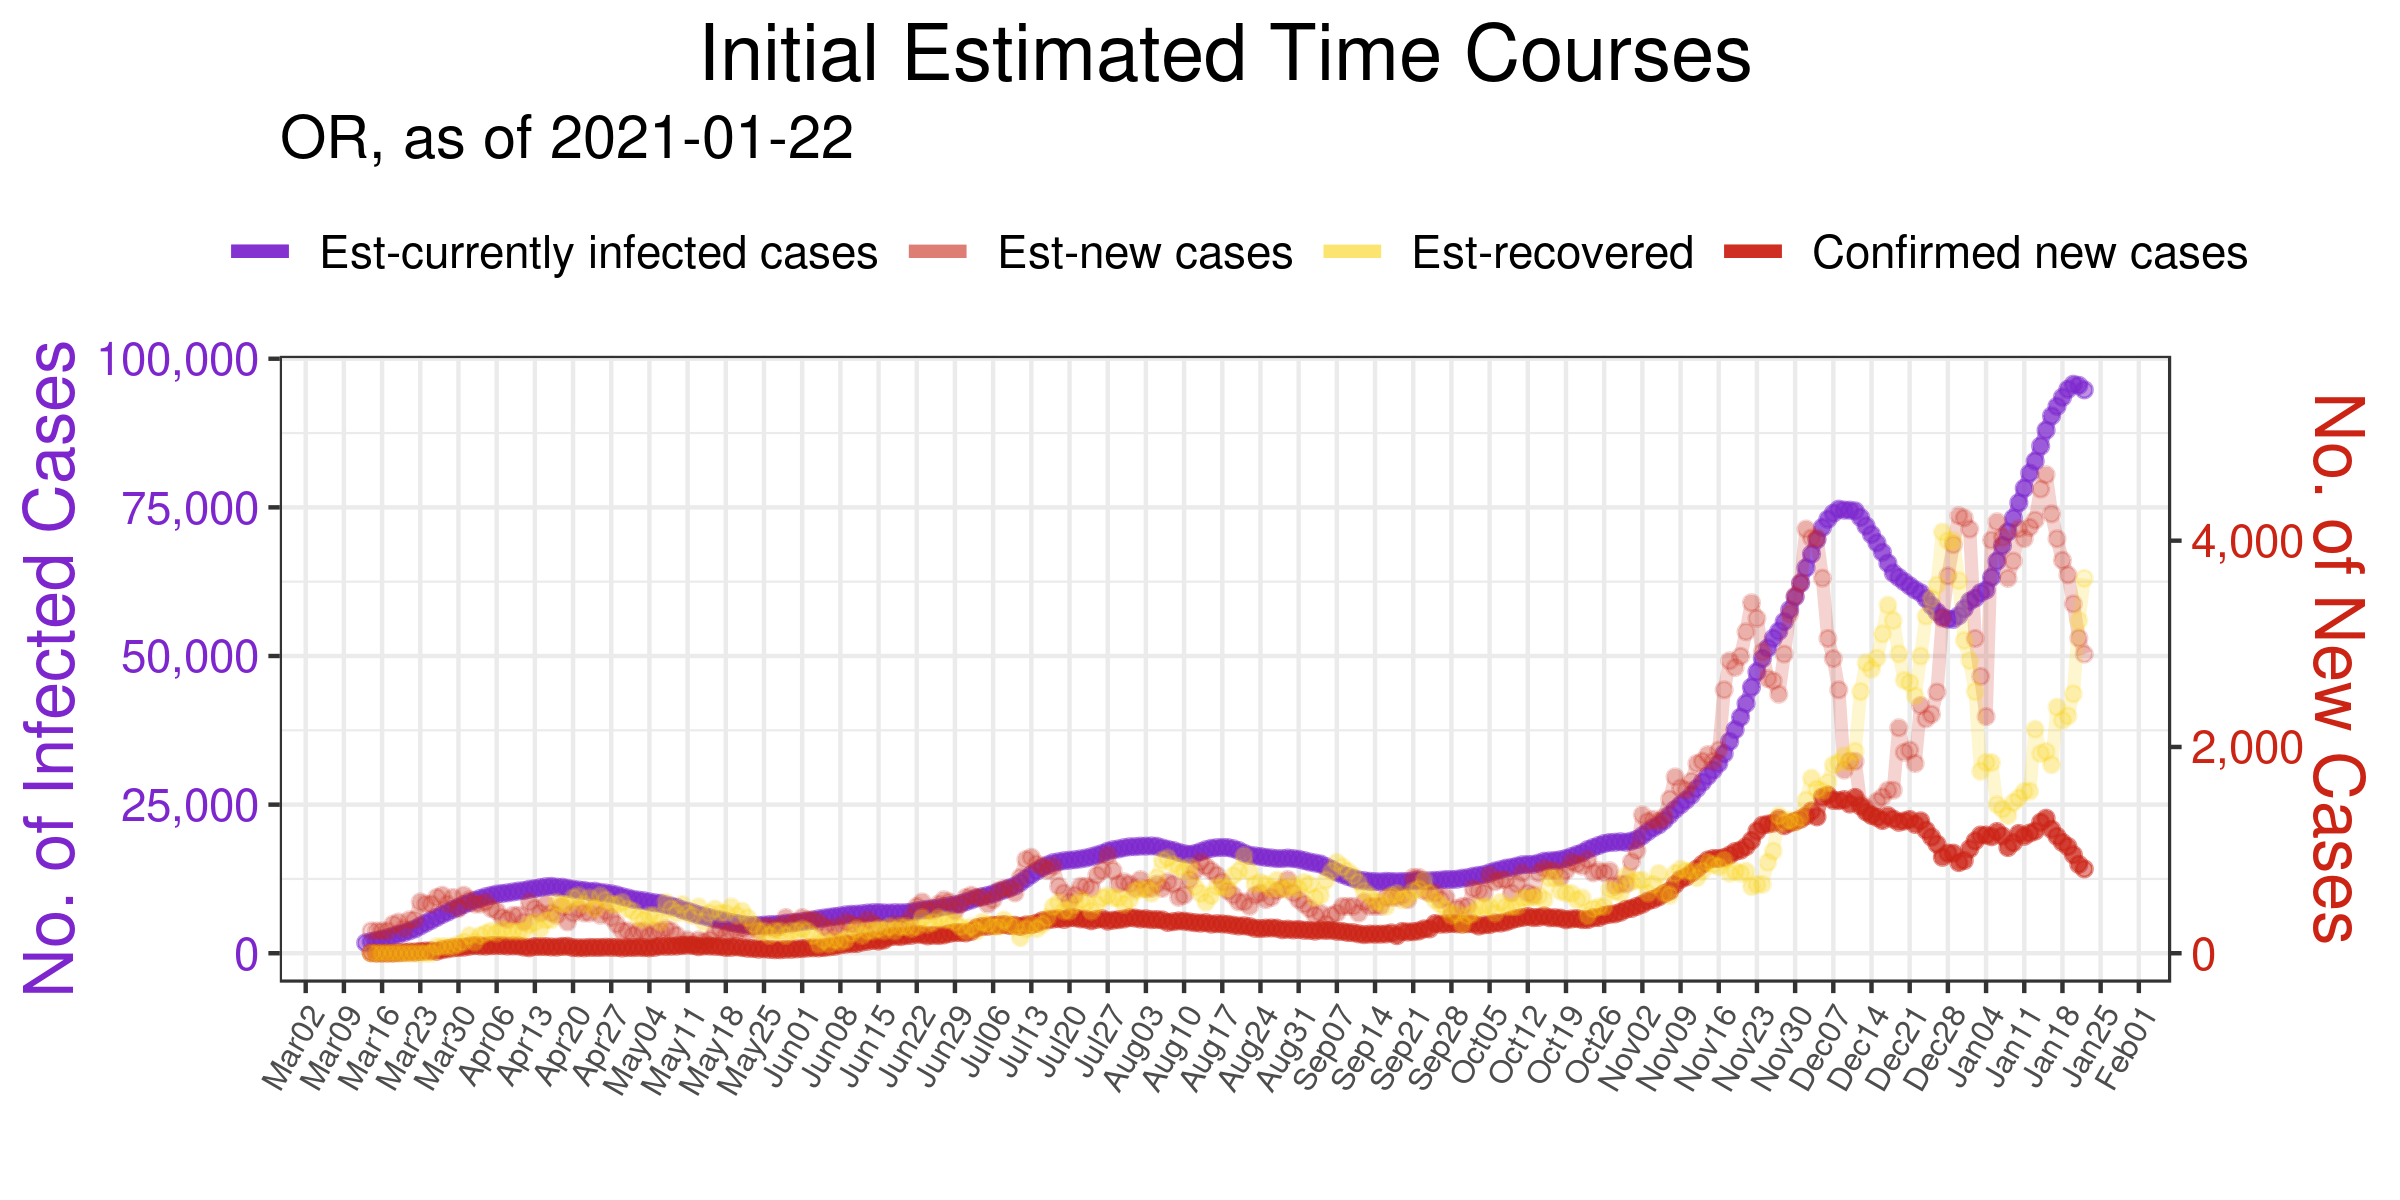 Initial Estimated Time Courses
OR, as of 2021-01-22
Est-currently infected cases Est-new cases Est-recovered Confirmed new cases
No. of Infected Cases
100,000
75,000
50,000
25,000
0
4,000
2,000
0
No. of New Cases
Mar02 Mar09 Mar16 Mar23 Mar30 Apr06 Apr13 Apr20 Apr27 May04 May11 May18 May25 Jun01 Jun08 Jun15 Jun22 Jun29 Jul06 Jul13 Jul20 Jul27 Aug03 Aug10 Aug17 Aug24 Aug31 Sep07 Sep14 Sep21 Sep28 Oct05 Oct12 Oct19 Oct26 Nov02 Nov09 Nov16 Nov23 Nov30 Dec07 Dec14 Dec21 Dec28 Jan04 Jan11 Jan18 Jan25 Feb01